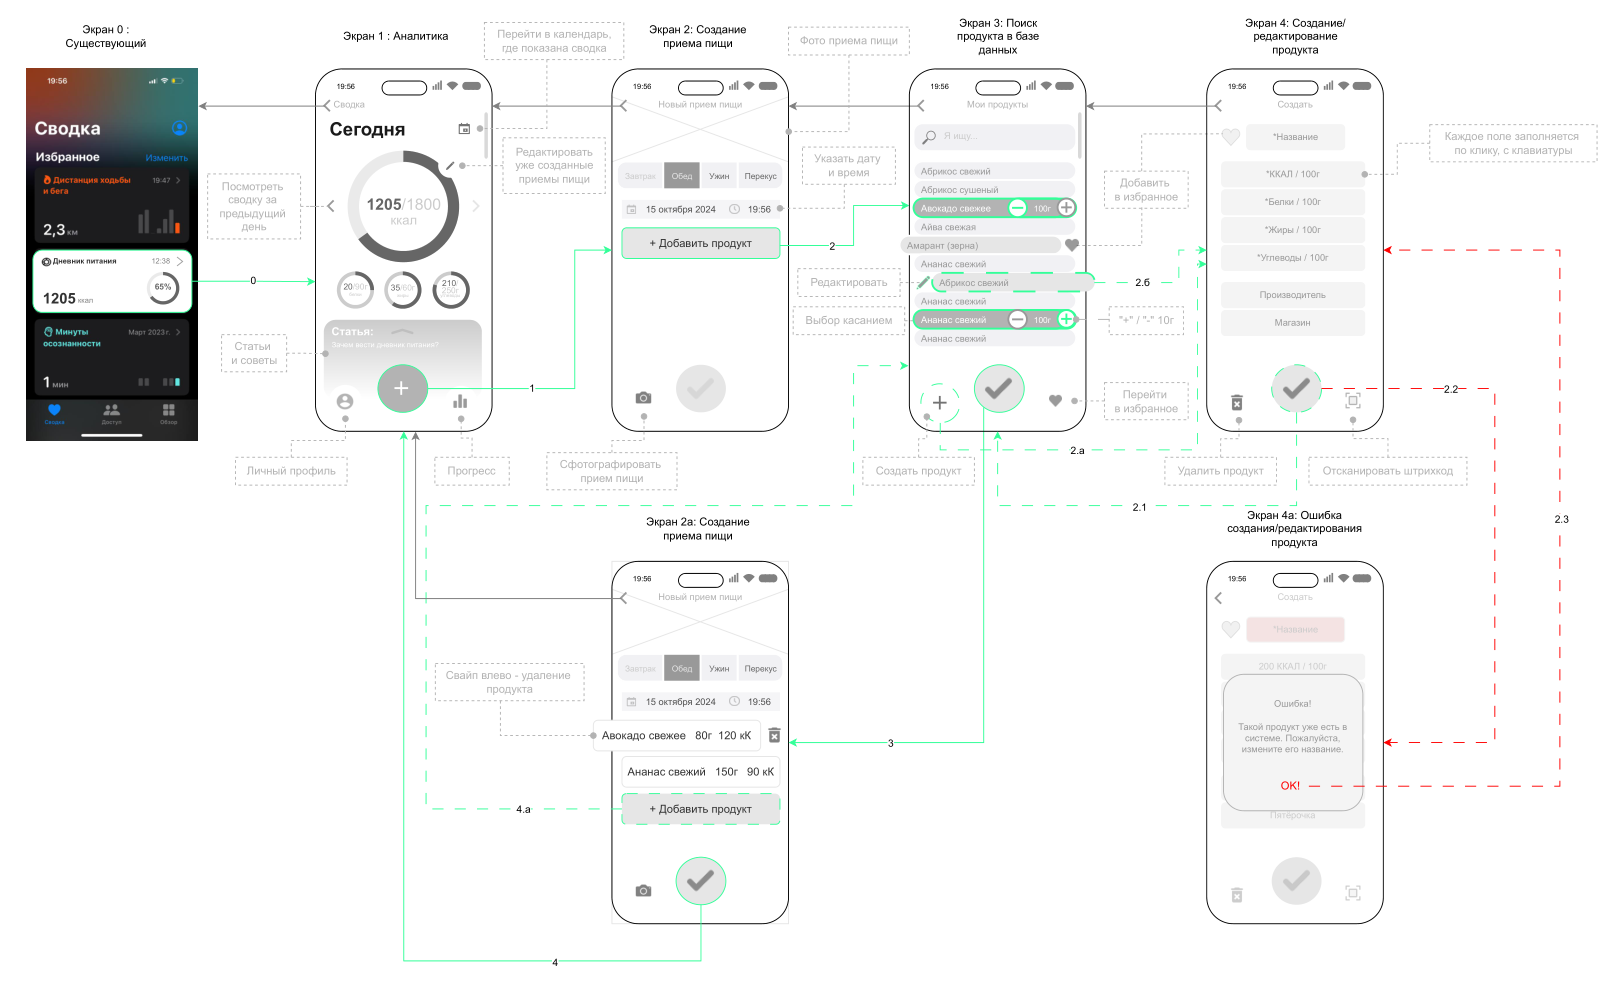 Экран 0 :
Существующий
19:56
Сводка
Избранное
Изменить
Дистанция ходьбы
и бега
19:47
2,3 км
Дневник питания
12:38
1205 ккал
65%
Минуты
осознанности
Март 2023 г.
1 мин
Сводка
Доступ
Обзор
0
Экран 1 : Аналитика
19:56
Сводка
Сегодня
1205/1800
ккал
20/90г
35/60г
210/
250г
Статья:
Зачем вести дневник питания?
+
Перейти в календарь,
где показана сводка
Редактировать
уже созданные
приемы пищи
Посмотреть
сводку за
предыдущий
день
Статьи
и советы
Личный профиль
Прогресс
1
Экран 2: Создание
приема пищи
19:56
Новый прием пищи
Завтрак
Обед
Ужин
Перекус
15 октября 2024
19:56
+ Добавить продукт
Фото приема пищи
Указать дату
и время
Сфотографировать
прием пищи
2
Экран 3: Поиск
продукта в базе
данных
19:56
Мои продукты
Я ищу...
Абрикос свежий
Абрикос сушеный
Авокадо свежее
100г
Айва свежая
Амарант (зерна)
Ананас свежий
Абрикос свежий
Ананас свежий
Ананас свежий
100г
Ананас свежий
Редактировать
Выбор касанием
Добавить
в избранное
"+" / "-" 10г
Перейти
в избранное
Создать продукт
2.б
2.а
2.1
Экран 4: Создание/
редактирование
продукта
19:56
Создать
*Название
*ККАЛ / 100г
*Белки / 100г
*Жиры / 100г
*Углеводы / 100г
Производитель
Магазин
Каждое поле заполняется
по клику, с клавиатуры
Удалить продукт
Отсканировать штрихкод
2.2
2.3
Экран 2а: Создание
приема пищи
19:56
Новый прием пищи
Завтрак
Обед
Ужин
Перекус
15 октября 2024
19:56
Авокадо свежее 80г 120 кК
Ананас свежий 150г 90 кК
+ Добавить продукт
Свайп влево - удаление
продукта
3
4.а
4
Экран 4а: Ошибка
создания/редактирования
продукта
19:56
Создать
*Название
200 ККАЛ / 100г
Ошибка!
Такой продукт уже есть в
системе. Пожалуйста,
измените его название.
OK!
Пятёрочка